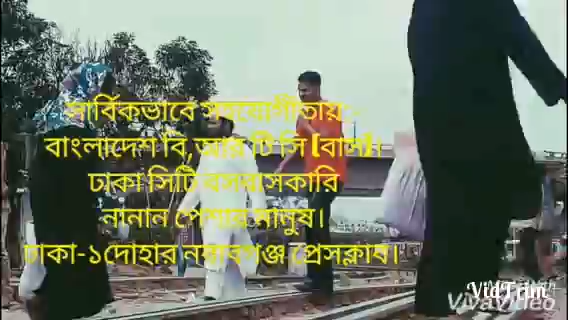 সার্বিকভাবে সহযোগীতায় :-
বাংলাদেশ বি,আর টি সি (বাস)।
ঢাকা সিটি বসবাসকারি
নানান পেশার মানুষ।
ঢাকা-১দোহার নবাবগঞ্জ প্রেসক্লাব।
VidTrim
VivaVideo